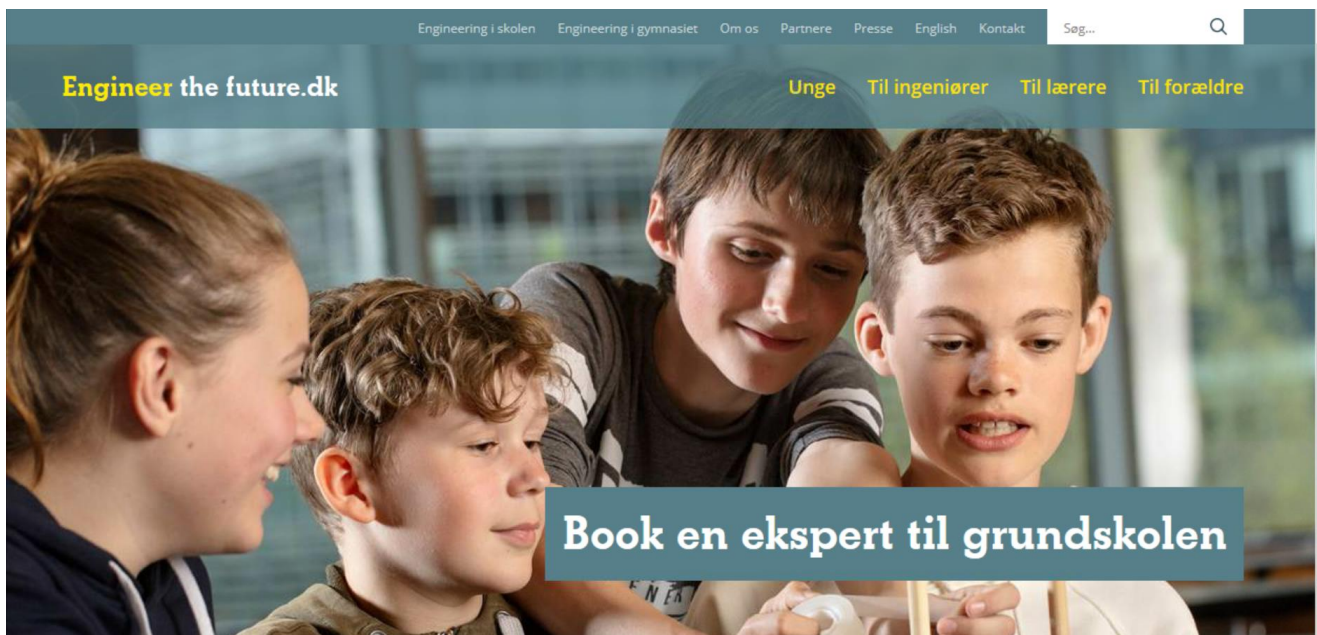 Engineering i skolen Engineering i gymnasiet Om os Partnere Presse English Kontakt Søg...
Engineer the future.dk Unge Til ingeniører Til lærere Til forældre
Book en ekspert til grundskolen